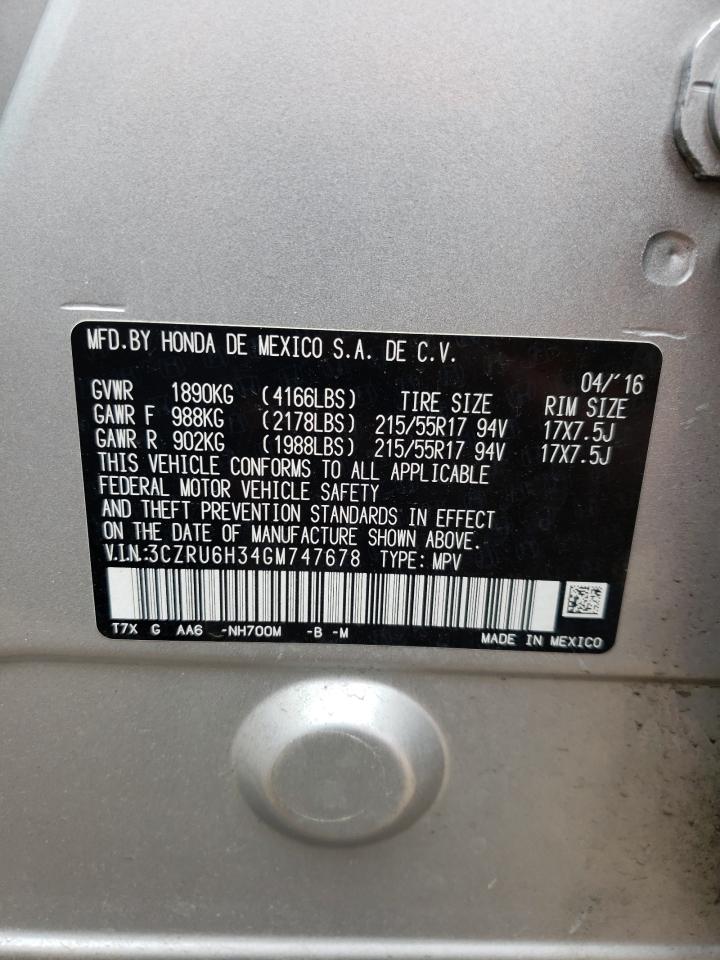 MFD.BY HONDA DE MEXICO S.A. DE C.V.
04/'16
GVWR 1890KG (4166LBS) TIRE SIZE RIM SIZE
GAWR F 988KG (2178LBS) 215/55R17 94V 17X7.5J
GAWR R 902KG (1988LBS) 215/55R17 94V 17X7.5J
THIS VEHICLE CONFORMS TO ALL APPLICABLE
FEDERAL MOTOR VEHICLE SAFETY
AND THEFT PREVENTION STANDARDS IN EFFECT
ON THE DATE OF MANUFACTURE SHOWN ABOVE.
V.I.N.:3CZRU6H34GM747678 TYPE: MPV
T7X G AA6 -NH700M -B -M MADE IN MEXICO